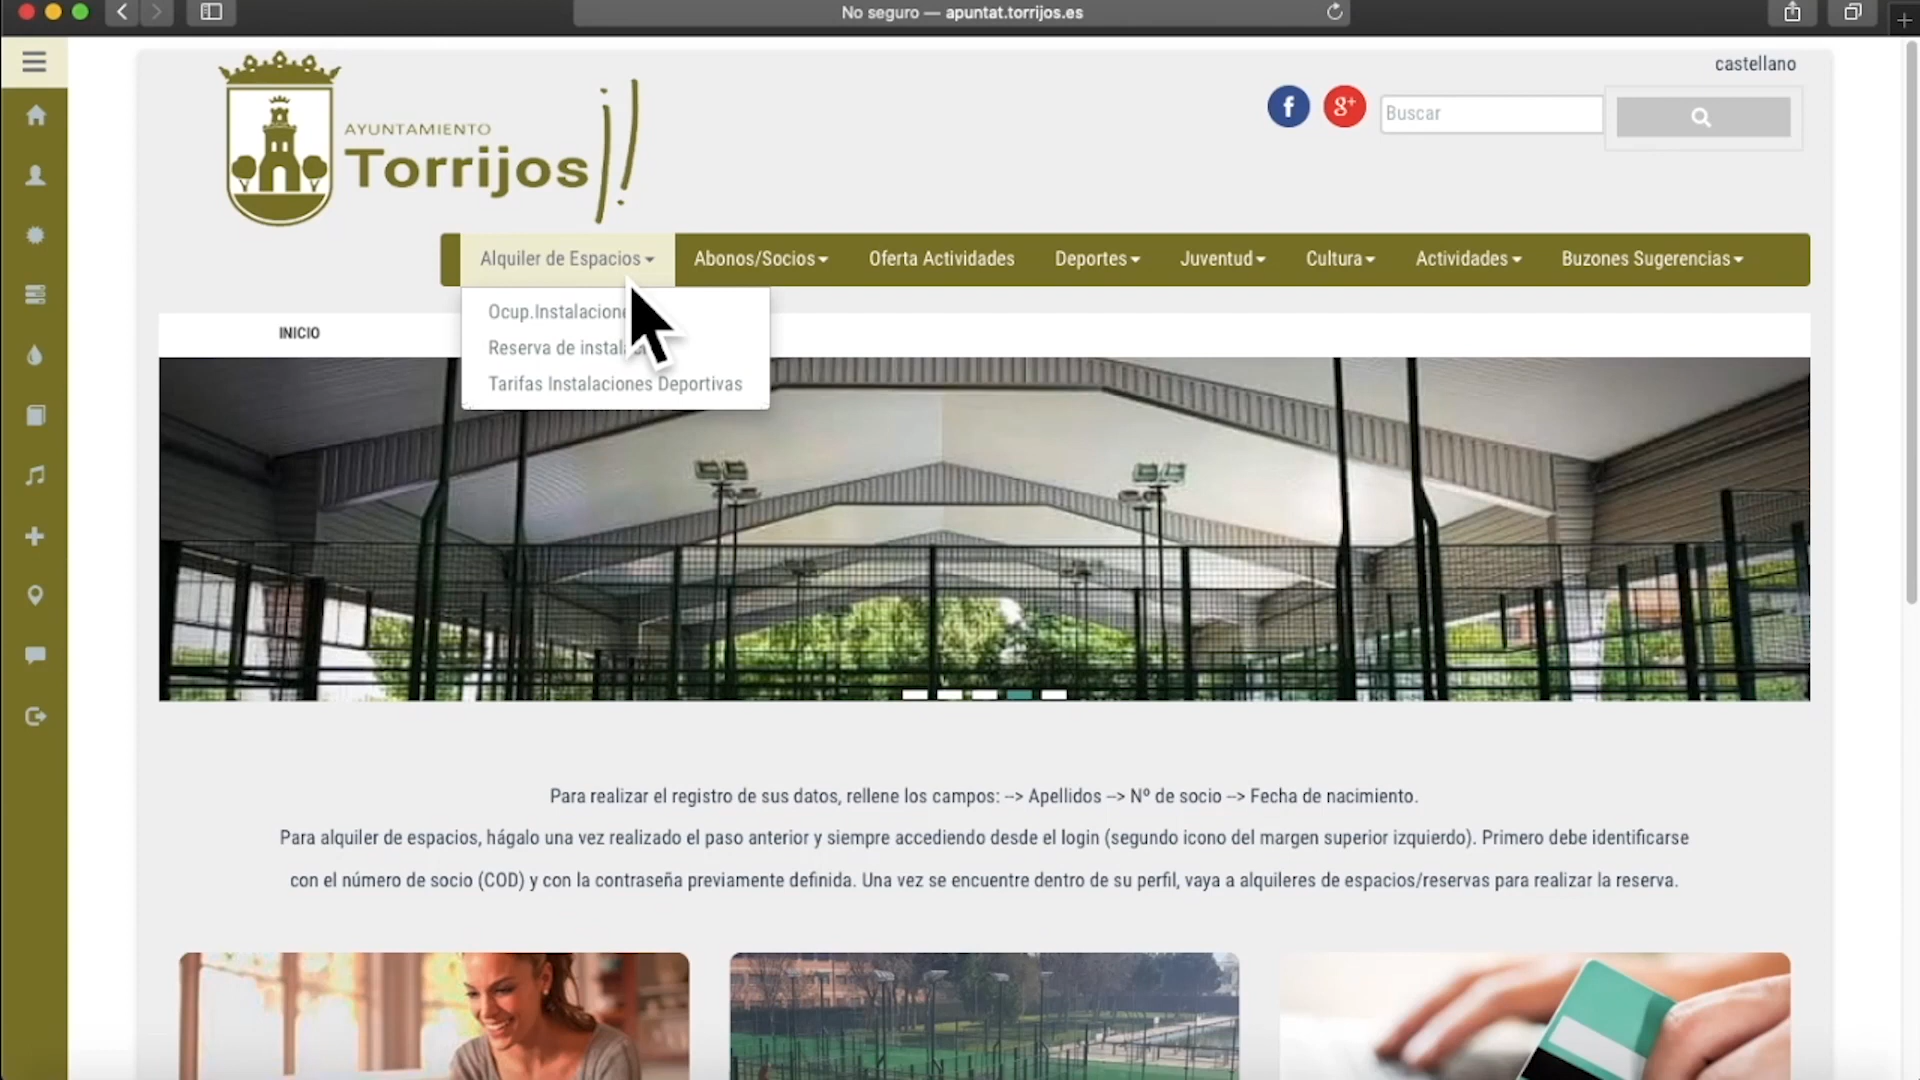 No seguro — apuntat.torrijos.es
castellano
AYUNTAMIENTO
Torrijos
Buscar
Alquiler de Espacios
Abonos/Socios
Oferta Actividades
Deportes
Juventud
Cultura
Actividades
Buzones Sugerencias
Reserva de
Tarifas Instalaciones Deportivas
INICIO
Para realizar el registro de sus datos, rellene los campos: --> Apellidos --> Nº de socio --> Fecha de nacimiento.
Para alquiler de espacios, hágalo una vez realizado el paso anterior y siempre accediendo desde el login (segundo icono del margen superior izquierdo). Primero debe identificarse
con el número de socio (COD) y con la contraseña previamente definida. Una vez se encuentre dentro de su perfil, vaya a alquileres de espacios/reservas para realizar la reserva.